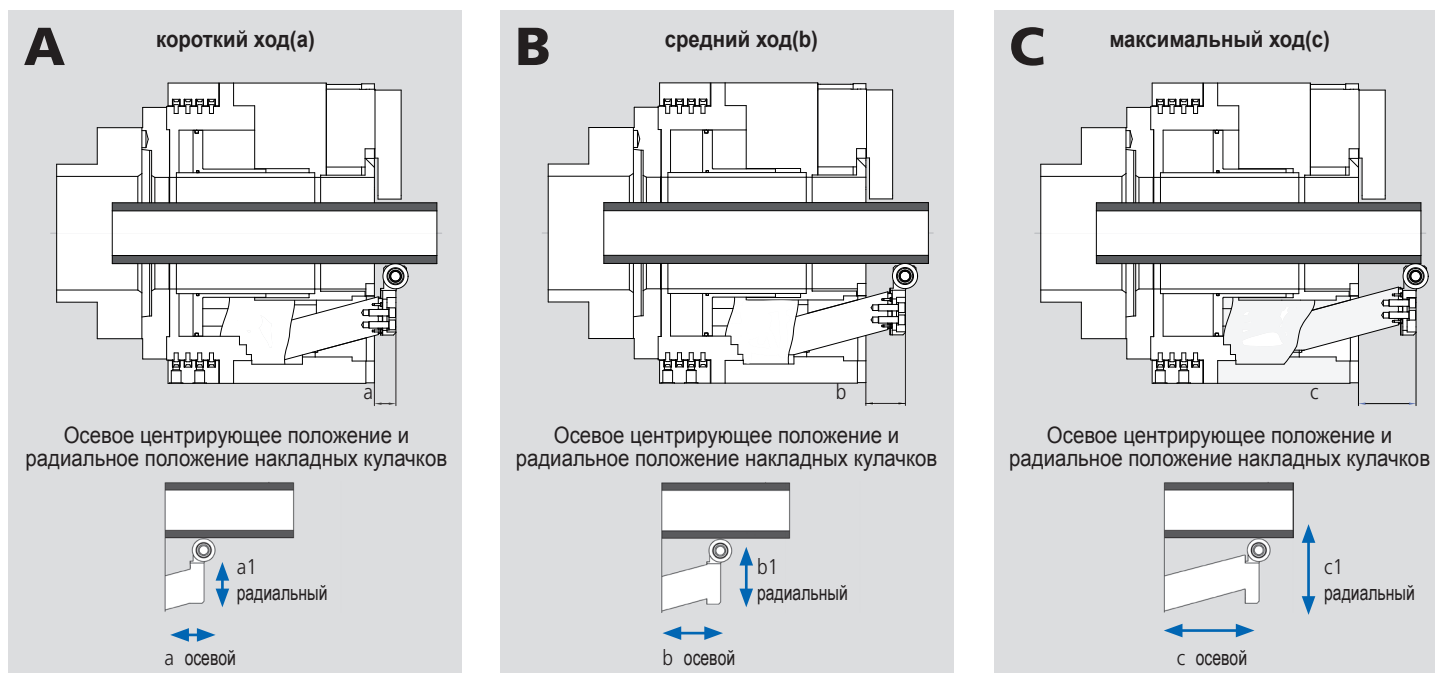 A
короткий ход(a)
a
Осевое центрирующее положение и
радиальное положение накладных кулачков
a1
радиальный
a осевой
B
средний ход(b)
b
Осевое центрирующее положение и
радиальное положение накладных кулачков
b1
радиальный
b осевой
C
максимальный ход(c)
c
Осевое центрирующее положение и
радиальное положение накладных кулачков
c1
радиальный
c осевой